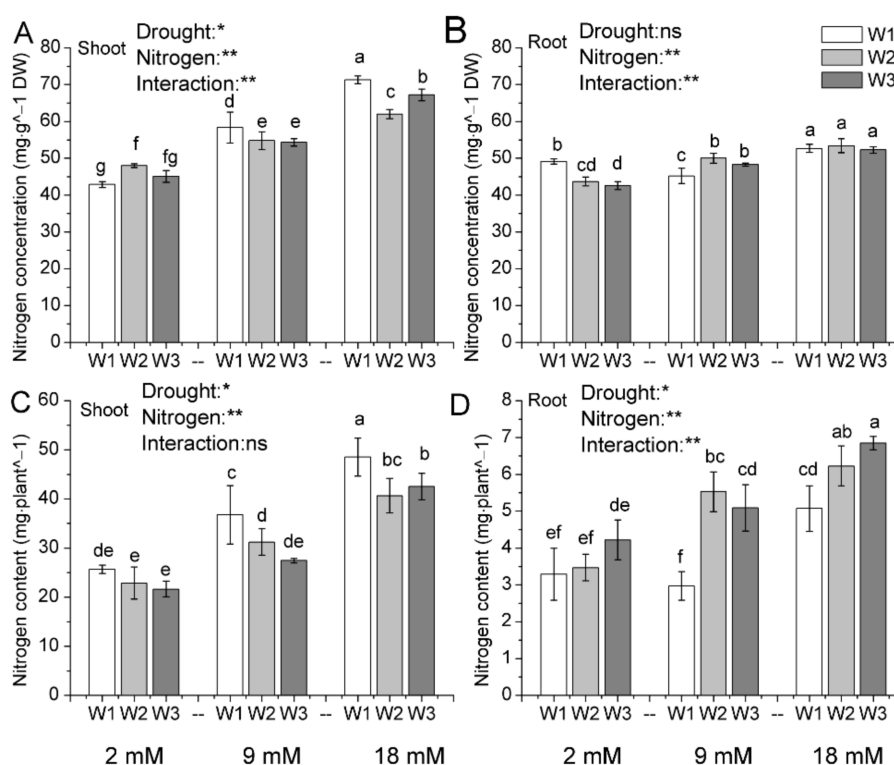 A
Shoot
Drought:*
Nitrogen:**
Interaction:**
Nitrogen concentration (mg·g^–1 DW)
80
70
60
50
40
30
20
10
0
g
f
fg
d
e
e
a
c
b
W1 W2 W3 -- W1 W2 W3 -- W1 W2 W3
B
Root
Drought:ns
Nitrogen:**
Interaction:**
W1
W2
W3
Nitrogen concentration (mg·g^–1 DW)
80
70
60
50
40
30
20
10
0
b
cd
d
c
b
b
a
a
a
W1 W2 W3 -- W1 W2 W3 -- W1 W2 W3
C
Shoot
Drought:*
Nitrogen:**
Interaction:ns
Nitrogen content (mg·plant^–1)
60
50
40
30
20
10
0
de
e
e
c
d
de
a
bc
b
W1 W2 W3 -- W1 W2 W3 -- W1 W2 W3
2 mM 9 mM 18 mM
D
Root
Drought:*
Nitrogen:**
Interaction:**
Nitrogen content (mg·plant^–1)
8
7
6
5
4
3
2
1
0
ef
ef
de
f
bc
cd
cd
ab
a
W1 W2 W3 -- W1 W2 W3 -- W1 W2 W3
2 mM 9 mM 18 mM